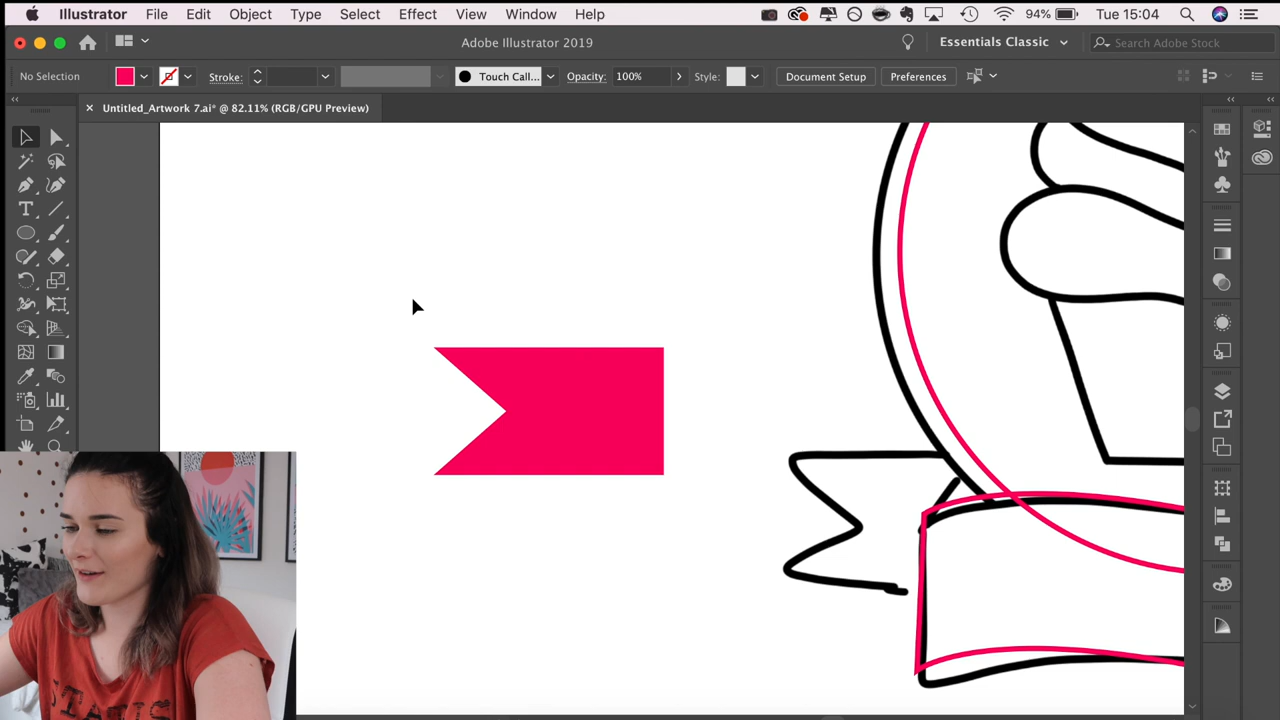 Illustrator File Edit Object Type Select Effect View Window Help 94% Tue 15:04
Adobe Illustrator 2019 Essentials Classic Search Adobe Stock
No Selection Stroke: Touch Call... Opacity: 100% Style: Document Setup Preferences
Untitled_Artwork 7.ai* @ 82.11% (RGB/GPU Preview)